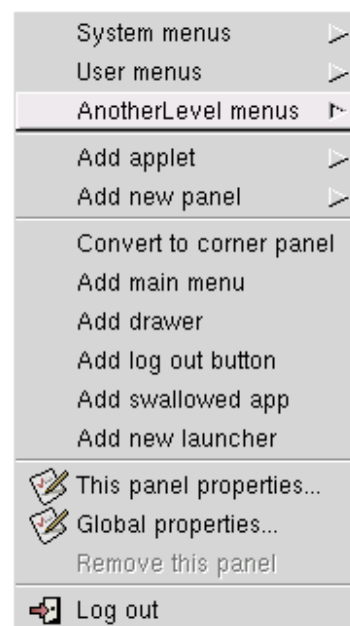 System menus
User menus
AnotherLevel menus
Add applet
Add new panel
Convert to corner panel
Add main menu
Add drawer
Add log out button
Add swallowed app
Add new launcher
This panel properties...
Global properties...
Remove this panel
Log out